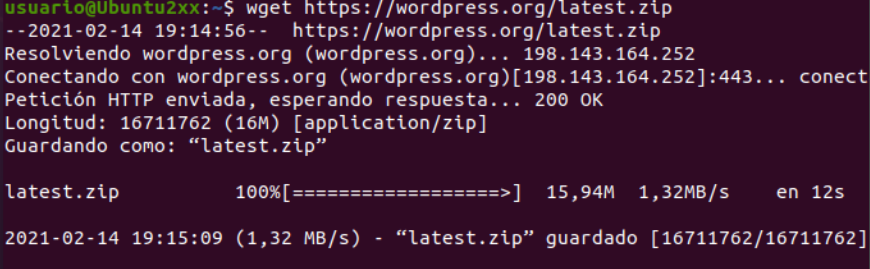 usuario@Ubuntu2xx:~$ wget https://wordpress.org/latest.zip
--2021-02-14 19:14:56--  https://wordpress.org/latest.zip
Resolviendo wordpress.org (wordpress.org)... 198.143.164.252
Conectando con wordpress.org (wordpress.org)[198.143.164.252]:443... conect
Petición HTTP enviada, esperando respuesta... 200 OK
Longitud: 16711762 (16M) [application/zip]
Guardando como: “latest.zip”
latest.zip          100%[==================>]  15,94M  1,32MB/s    en 12s
2021-02-14 19:15:09 (1,32 MB/s) - “latest.zip” guardado [16711762/16711762]